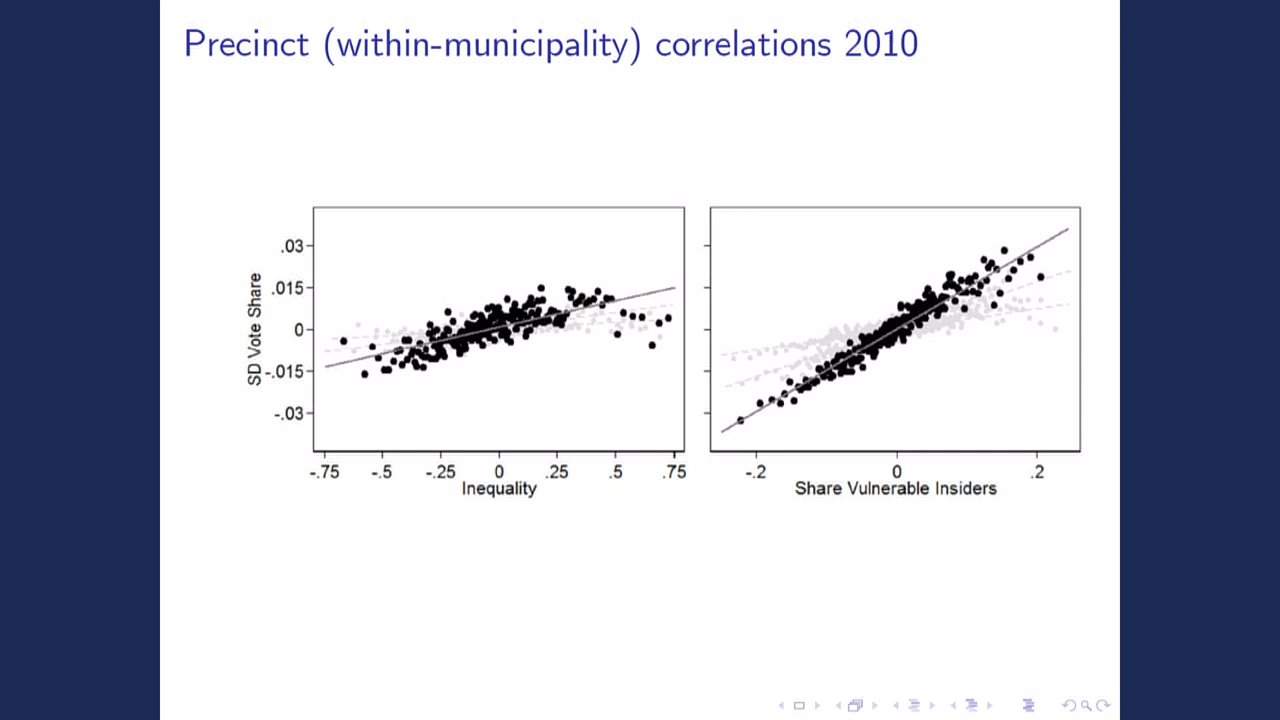 Precinct (within-municipality) correlations 2010
SD Vote Share
.03
.015
0
-.015
-.03
-.75 -.5 -.25 0 .25 .5 .75
Inequality
-.2 0 .2
Share Vulnerable Insiders